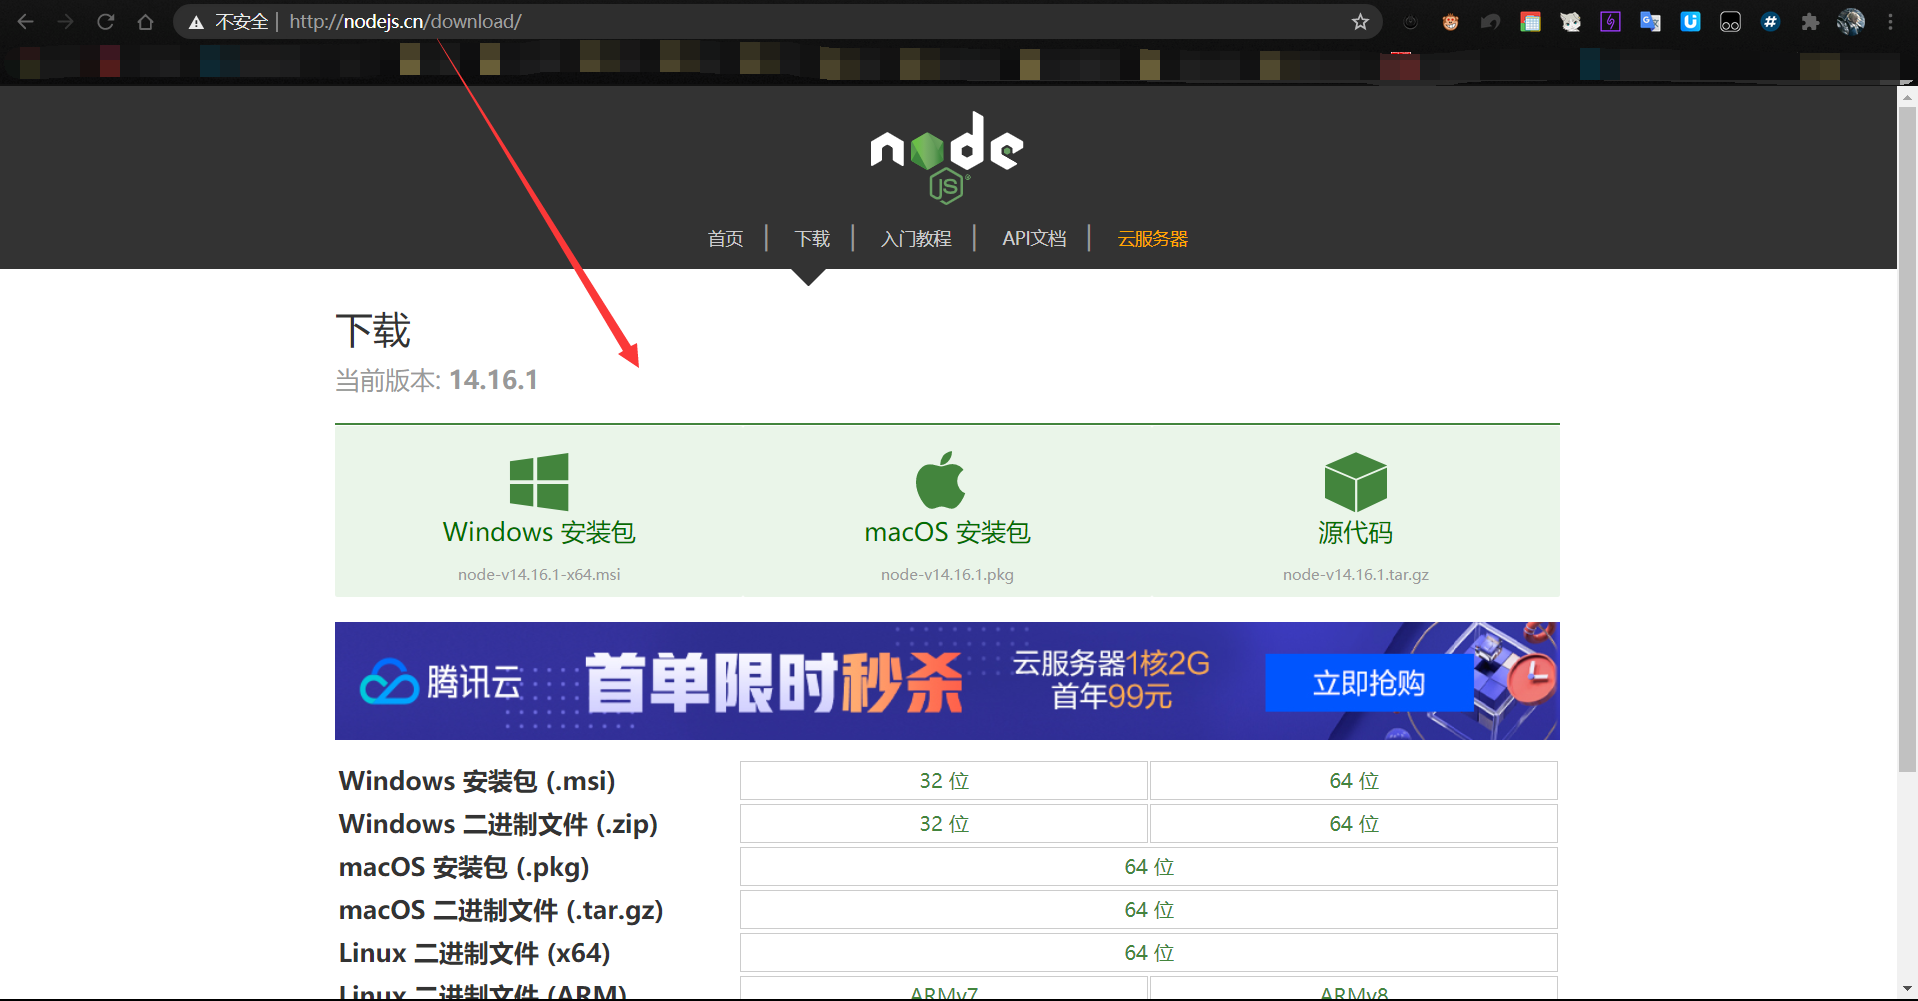 不安全 | http://nodejs.cn/download/
node
JS
首页 | 下载 | 入门教程 | API文档 | 云服务器
下载
当前版本: 14.16.1
Windows 安装包 macOS 安装包 源代码
node-v14.16.1-x64.msi node-v14.16.1.pkg node-v14.16.1.tar.gz
腾讯云 首单限时秒杀 云服务器1核2G 首年99元 立即抢购
Windows 安装包 (.msi) 32 位 64 位
Windows 二进制文件 (.zip) 32 位 64 位
macOS 安装包 (.pkg) 64 位
macOS 二进制文件 (.tar.gz) 64 位
Linux 二进制文件 (x64) 64 位
Linux 二进制文件 (ARM) ARMv7 ARMv8